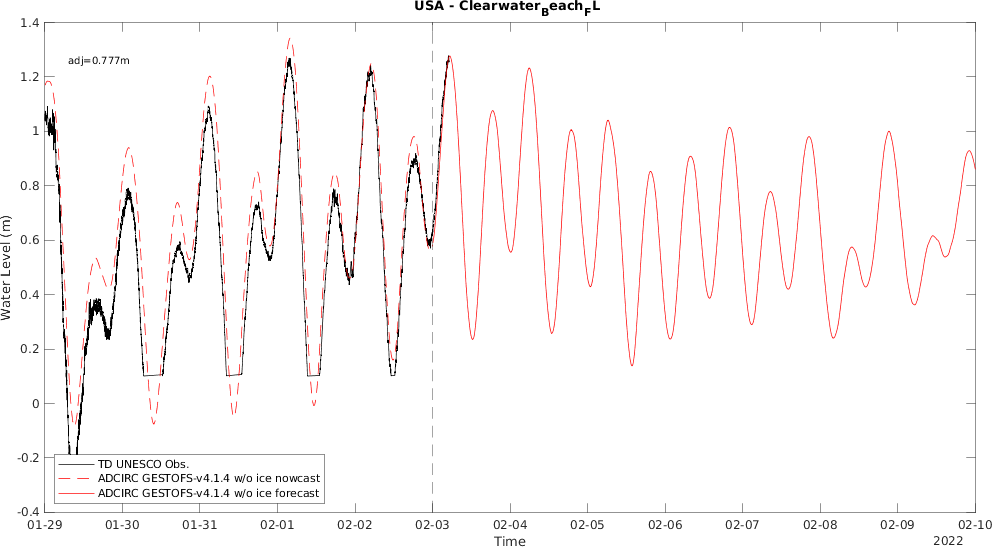 USA - Clearwater_Beach_FL
adj=0.777m
1.4
1.2
1
0.8
0.6
0.4
0.2
0
-0.2
-0.4
Water Level (m)
TD UNESCO Obs.
ADCIRC GESTOFS-v4.1.4 w/o ice nowcast
ADCIRC GESTOFS-v4.1.4 w/o ice forecast
01-29 01-30 01-31 02-01 02-02 02-03 02-04 02-05 02-06 02-07 02-08 02-09 02-10
Time
2022